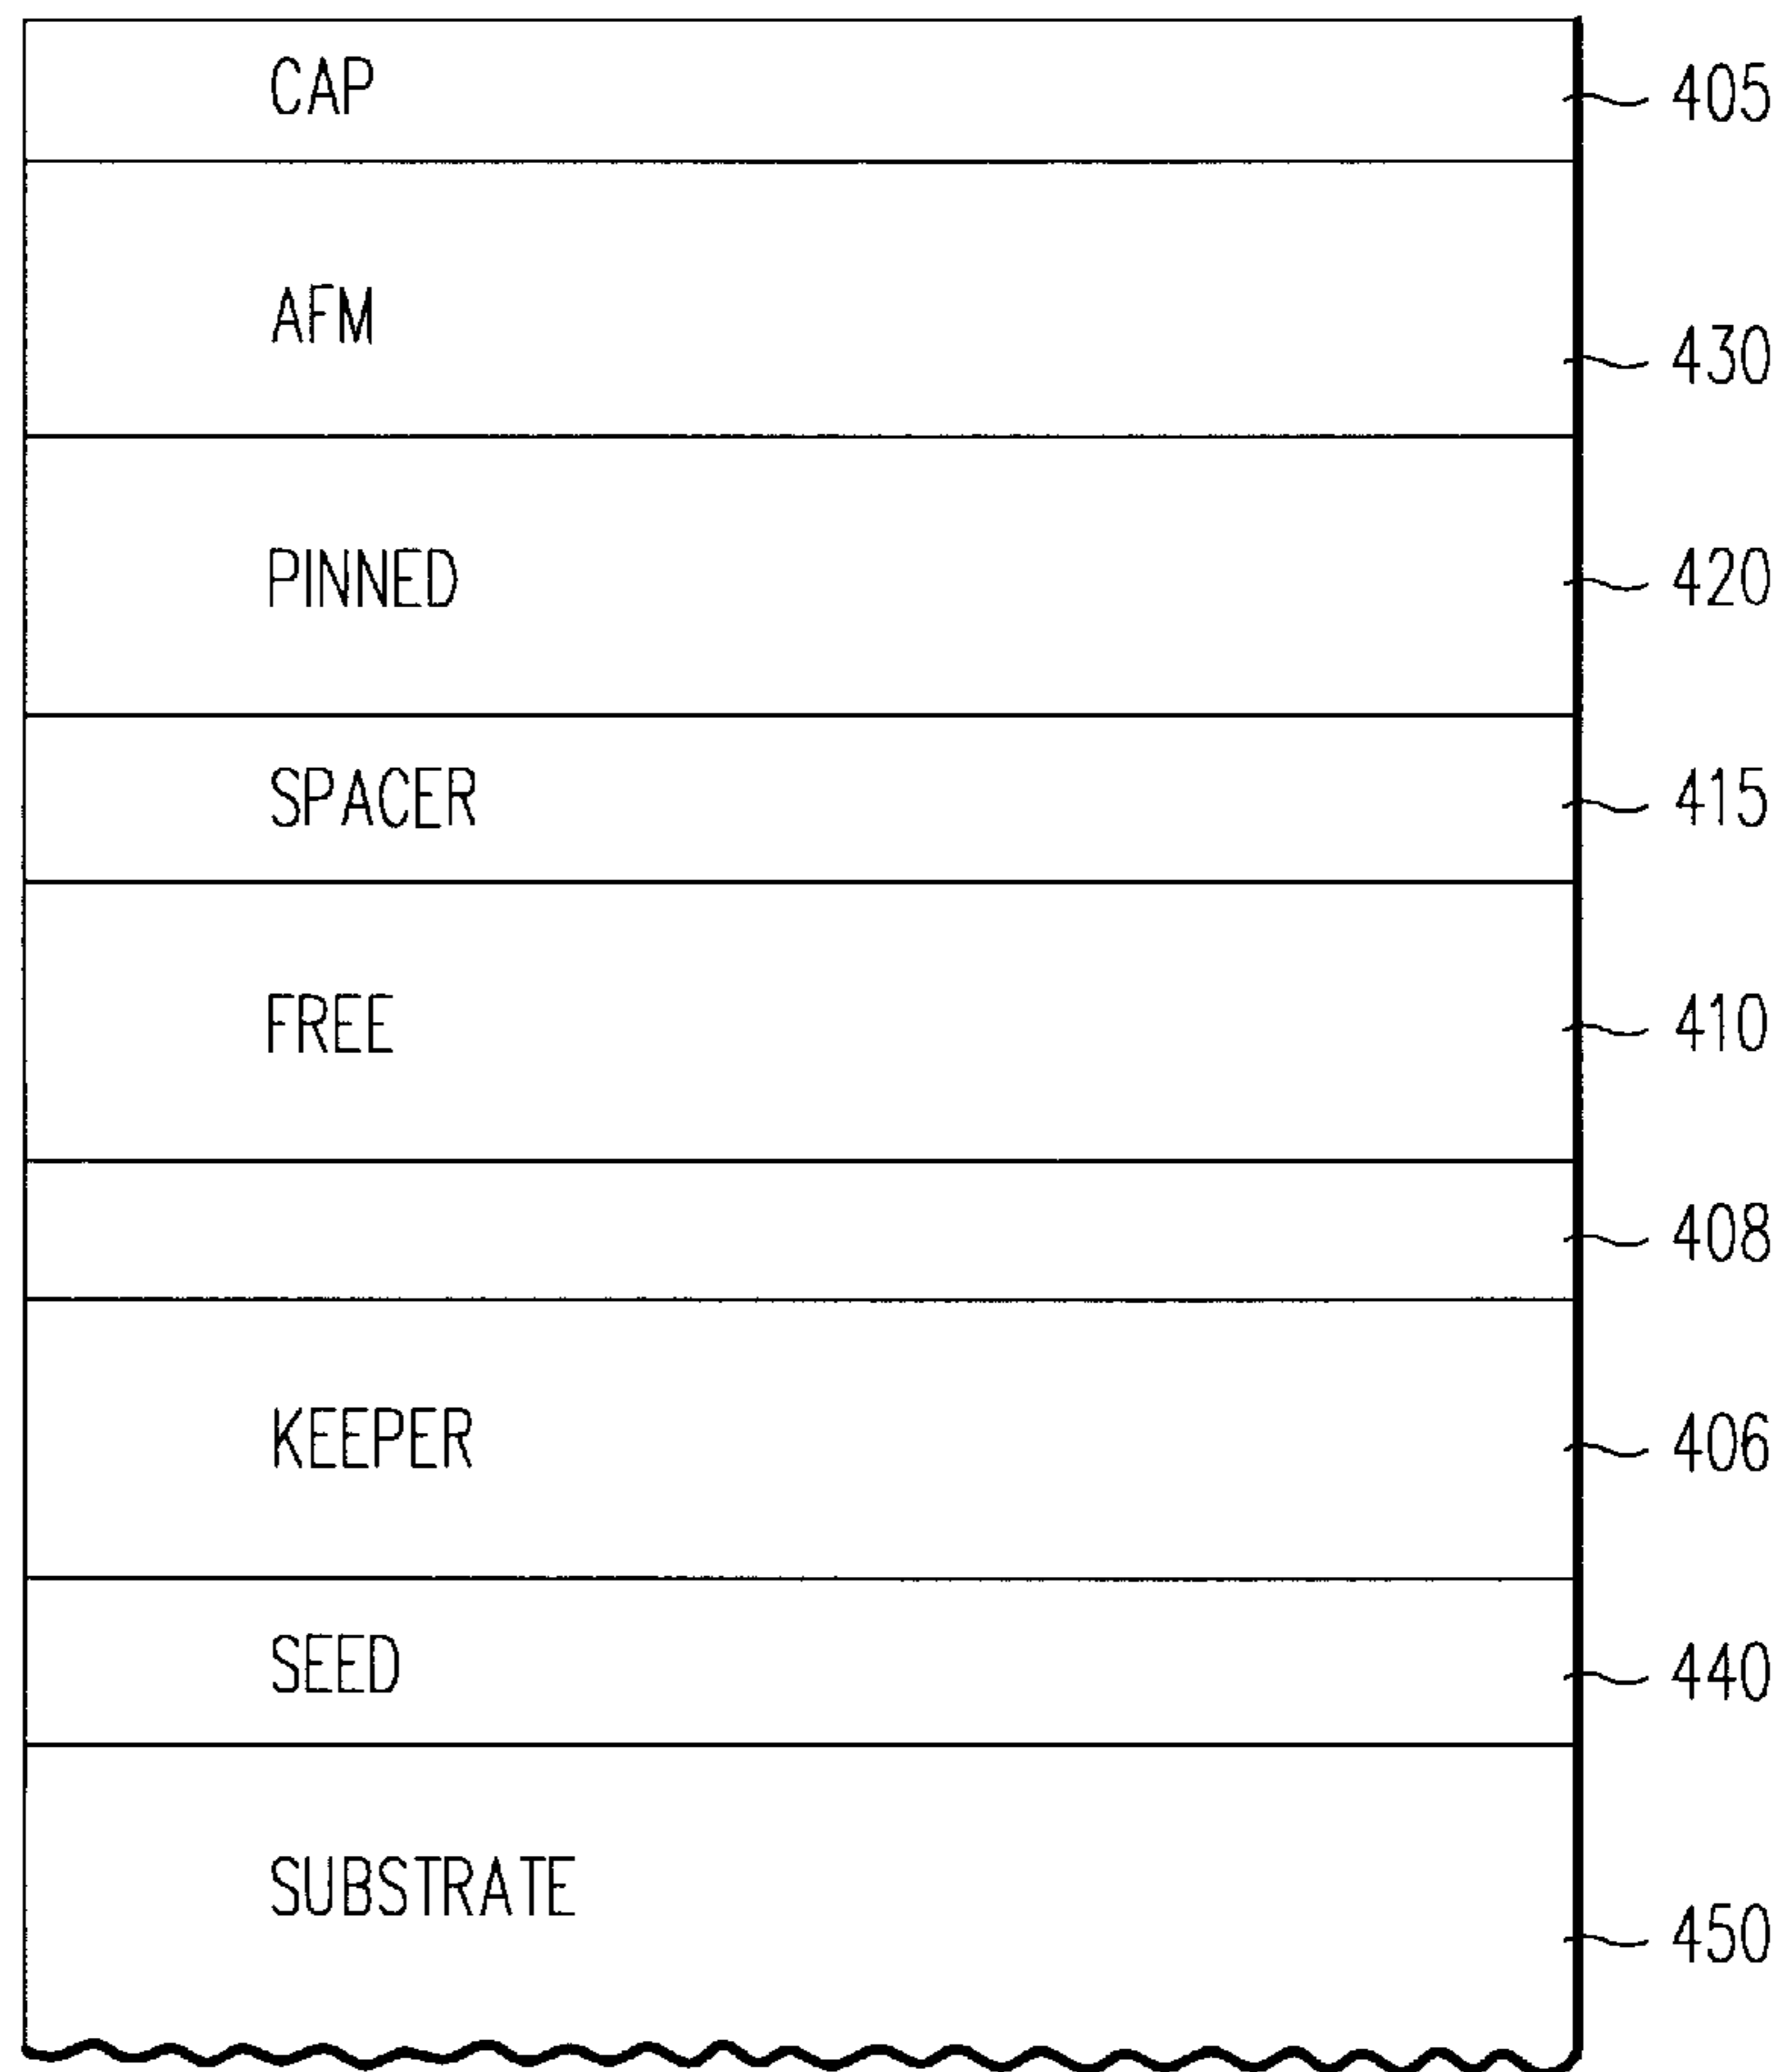 CAP 405
AFM 430
PINNED 420
SPACER 415
FREE 410
408
KEEPER 406
SEED 440
SUBSTRATE 450